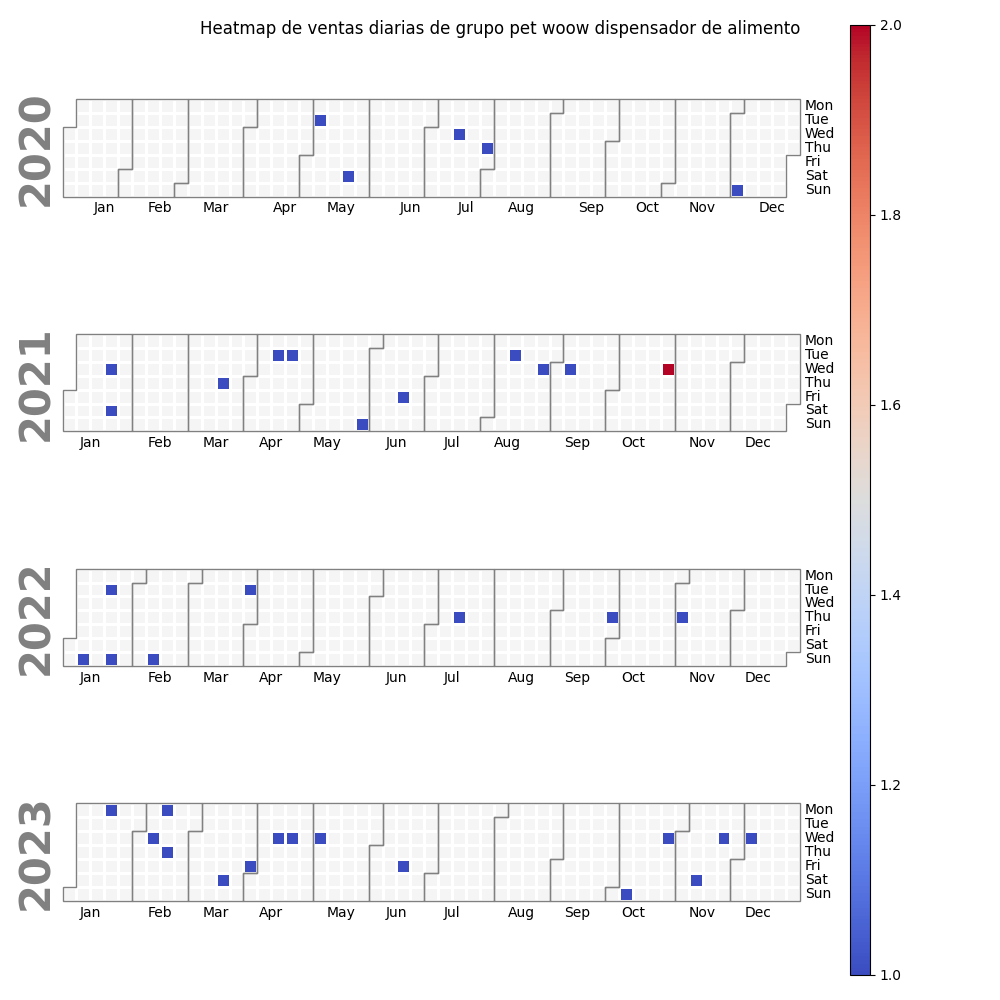 Heatmap de ventas diarias de grupo pet woow dispensador de alimento
2020
Mon
Tue
Wed
Thu
Fri
Sat
Sun
Jan Feb Mar Apr May Jun Jul Aug Sep Oct Nov Dec
2021
Mon
Tue
Wed
Thu
Fri
Sat
Sun
Jan Feb Mar Apr May Jun Jul Aug Sep Oct Nov Dec
2022
Mon
Tue
Wed
Thu
Fri
Sat
Sun
Jan Feb Mar Apr May Jun Jul Aug Sep Oct Nov Dec
2023
Mon
Tue
Wed
Thu
Fri
Sat
Sun
Jan Feb Mar Apr May Jun Jul Aug Sep Oct Nov Dec
2.0
1.8
1.6
1.4
1.2
1.0